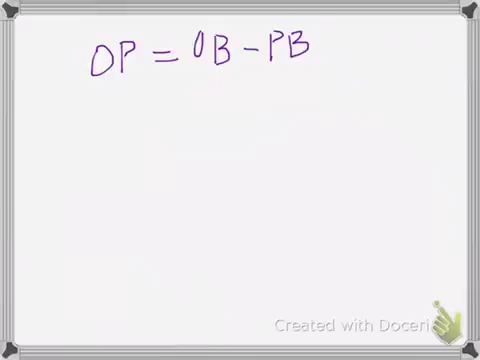 OP = OB - PB
Created with Doceri